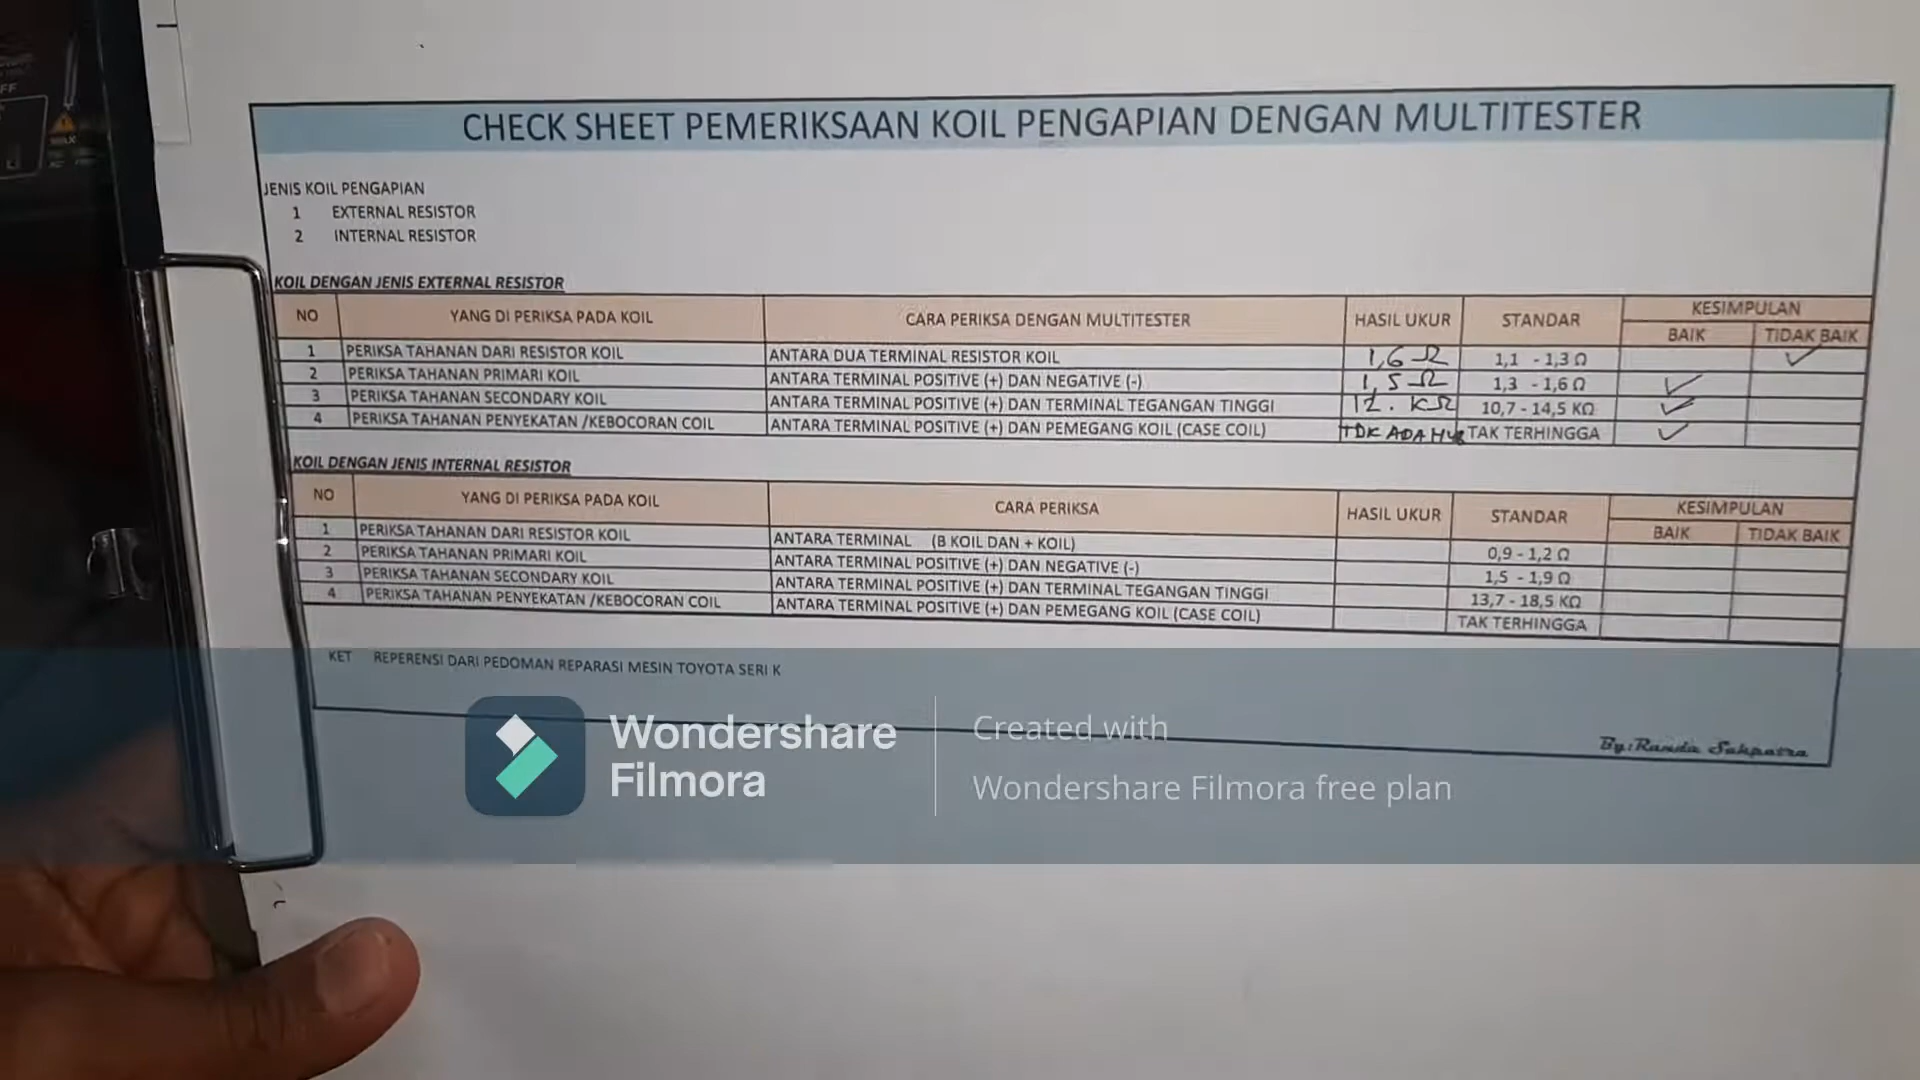 CHECK SHEET PEMERIKSAAN KOIL PENGAPIAN DENGAN MULTITESTER
JENIS KOIL PENGAPIAN
1 EXTERNAL RESISTOR
2 INTERNAL RESISTOR
KOIL DENGAN JENIS EXTERNAL RESISTOR
NO YANG DI PERIKSA PADA KOIL CARA PERIKSA DENGAN MULTITESTER HASIL UKUR STANDAR KESIMPULAN
BAIK TIDAK BAIK
1 PERIKSA TAHANAN DARI RESISTOR KOIL ANTARA DUA TERMINAL RESISTOR KOIL 1,6 Ω 1,1 - 1,3 Ω ✓
2 PERIKSA TAHANAN PRIMARI KOIL ANTARA TERMINAL POSITIVE (+) DAN NEGATIVE (-) 1,5 Ω 1,3 - 1,6 Ω ✓
3 PERIKSA TAHANAN SECONDARY KOIL ANTARA TERMINAL POSITIVE (+) DAN TERMINAL TEGANGAN TINGGI 12. KΩ 10,7 - 14,5 KΩ ✓
4 PERIKSA TAHANAN PENYEKATAN /KEBOCORAN COIL ANTARA TERMINAL POSITIVE (+) DAN PEMEGANG KOIL (CASE COIL) TDK ADA TAK TERHINGGA ✓
KOIL DENGAN JENIS INTERNAL RESISTOR
NO YANG DI PERIKSA PADA KOIL CARA PERIKSA HASIL UKUR STANDAR KESIMPULAN
BAIK TIDAK BAIK
1 PERIKSA TAHANAN DARI RESISTOR KOIL ANTARA TERMINAL (B KOIL DAN + KOIL) 0,9 - 1,2 Ω
2 PERIKSA TAHANAN PRIMARI KOIL ANTARA TERMINAL POSITIVE (+) DAN NEGATIVE (-) 1,5 - 1,9 Ω
3 PERIKSA TAHANAN SECONDARY KOIL ANTARA TERMINAL POSITIVE (+) DAN TERMINAL TEGANGAN TINGGI 13,7 - 18,5 KΩ
4 PERIKSA TAHANAN PENYEKATAN /KEBOCORAN COIL ANTARA TERMINAL POSITIVE (+) DAN PEMEGANG KOIL (CASE COIL) TAK TERHINGGA
KET REPERENSI DARI PEDOMAN REPARASI MESIN TOYOTA SERI K
By:Randa
Wondershare
Filmora
Created with
Wondershare Filmora free plan
MAX